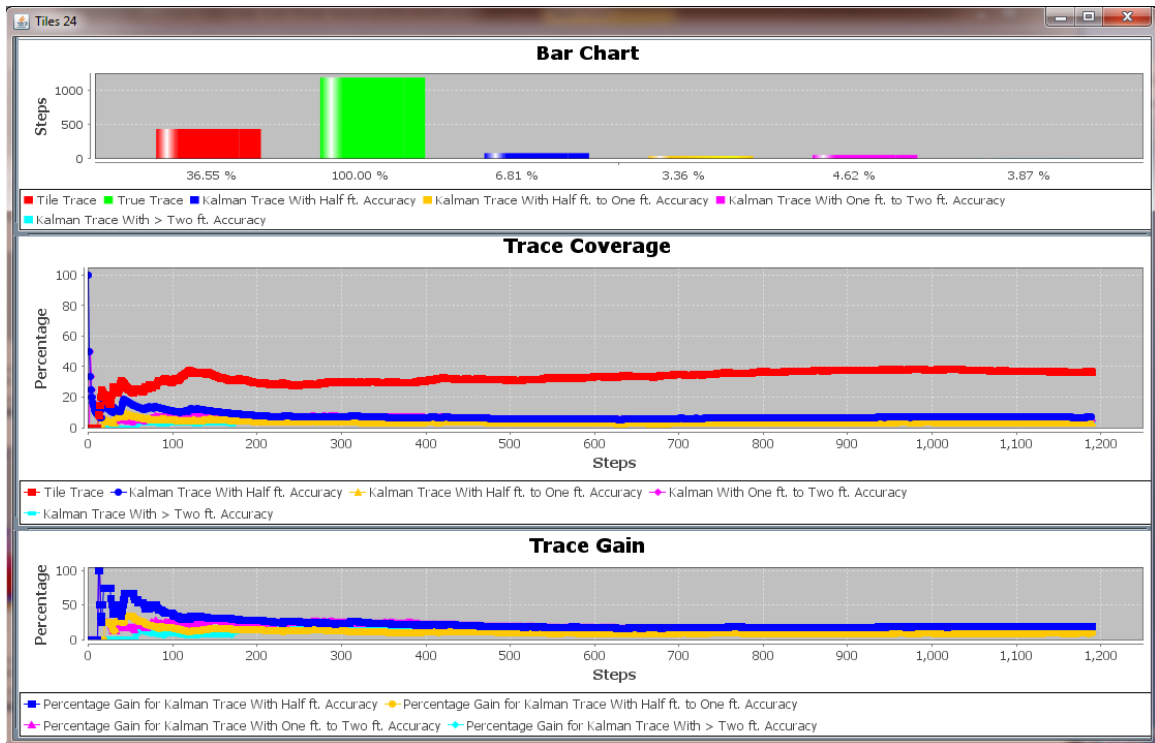 Tiles 24
Bar Chart
Steps
1000
500
0
36.55 %
100.00 %
6.81 %
3.36 %
4.62 %
3.87 %
Tile Trace True Trace Kalman Trace With Half ft. Accuracy Kalman Trace With Half ft. to One ft. Accuracy Kalman Trace With One ft. to Two ft. Accuracy
Kalman Trace With > Two ft. Accuracy
Trace Coverage
Percentage
100
80
60
40
20
0
0 100 200 300 400 500 600 700 800 900 1,000 1,100 1,200
Steps
Tile Trace Kalman Trace With Half ft. Accuracy Kalman Trace With Half ft. to One ft. Accuracy Kalman With One ft. to Two ft. Accuracy
Kalman Trace With > Two ft. Accuracy
Trace Gain
Percentage
100
50
0
0 100 200 300 400 500 600 700 800 900 1,000 1,100 1,200
Steps
Percentage Gain for Kalman Trace With Half ft. Accuracy Percentage Gain for Kalman Trace With Half ft. to One ft. Accuracy
Percentage Gain for Kalman Trace With One ft. to Two ft. Accuracy Percentage Gain for Kalman Trace With > Two ft. Accuracy